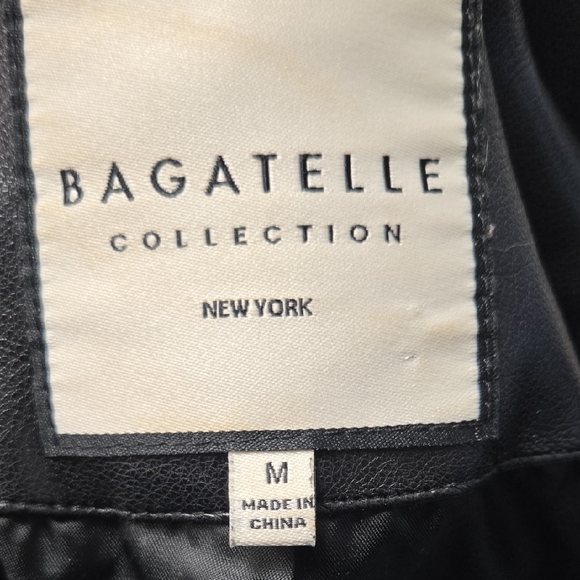 BAGATELLE
COLLECTION
NEW YORK
M
MADE IN
CHINA